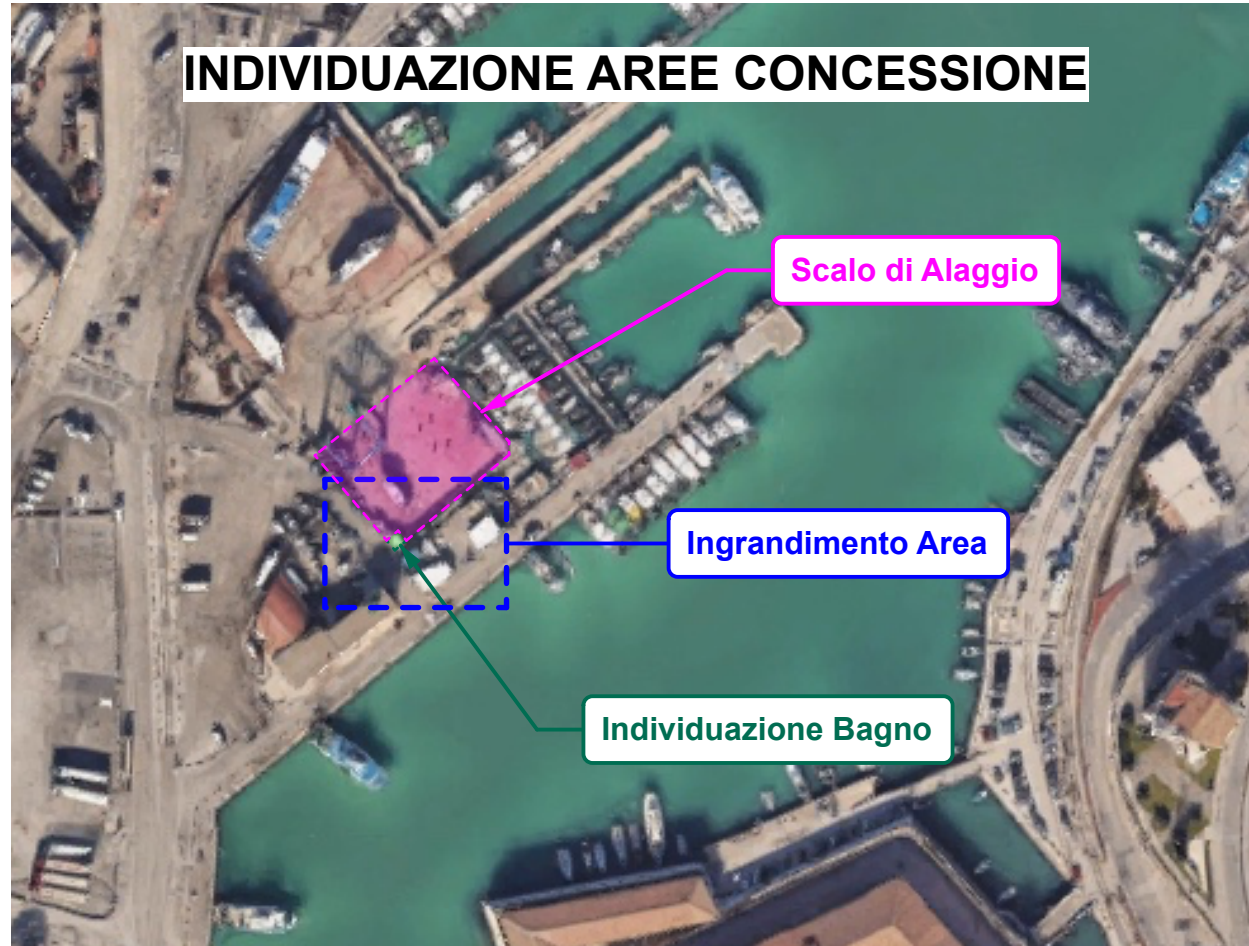 INDIVIDUAZIONE AREE CONCESSIONE
Scalo di Alaggio
Ingrandimento Area
Individuazione Bagno